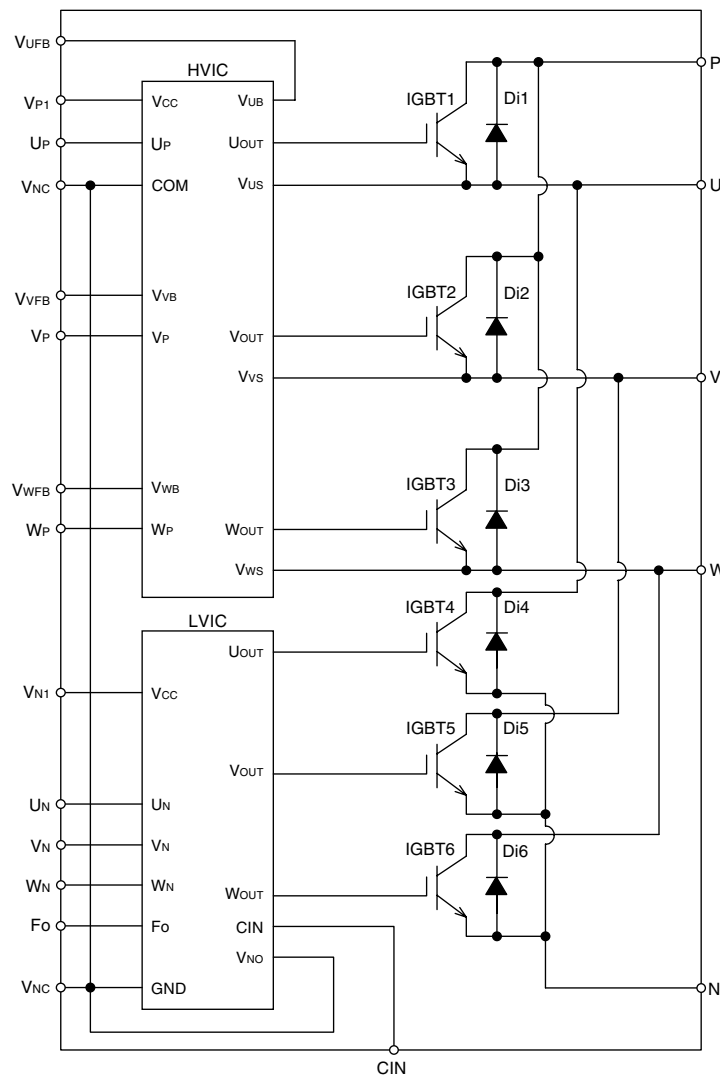 VUFB
HVIC
P
VP1
VCC
VUB
IGBT1
Di1
UP
UP
UOUT
VNC
COM
VUS
U
VVFB
VVB
IGBT2
Di2
VP
VP
VOUT
VVS
V
VWFB
VWB
IGBT3
Di3
WP
WP
WOUT
VWS
W
LVIC
IGBT4
Di4
UOUT
VN1
VCC
IGBT5
Di5
VOUT
UN
UN
VN
VN
IGBT6
Di6
WN
WN
WOUT
Fo
Fo
CIN
VNO
VNC
GND
N
CIN